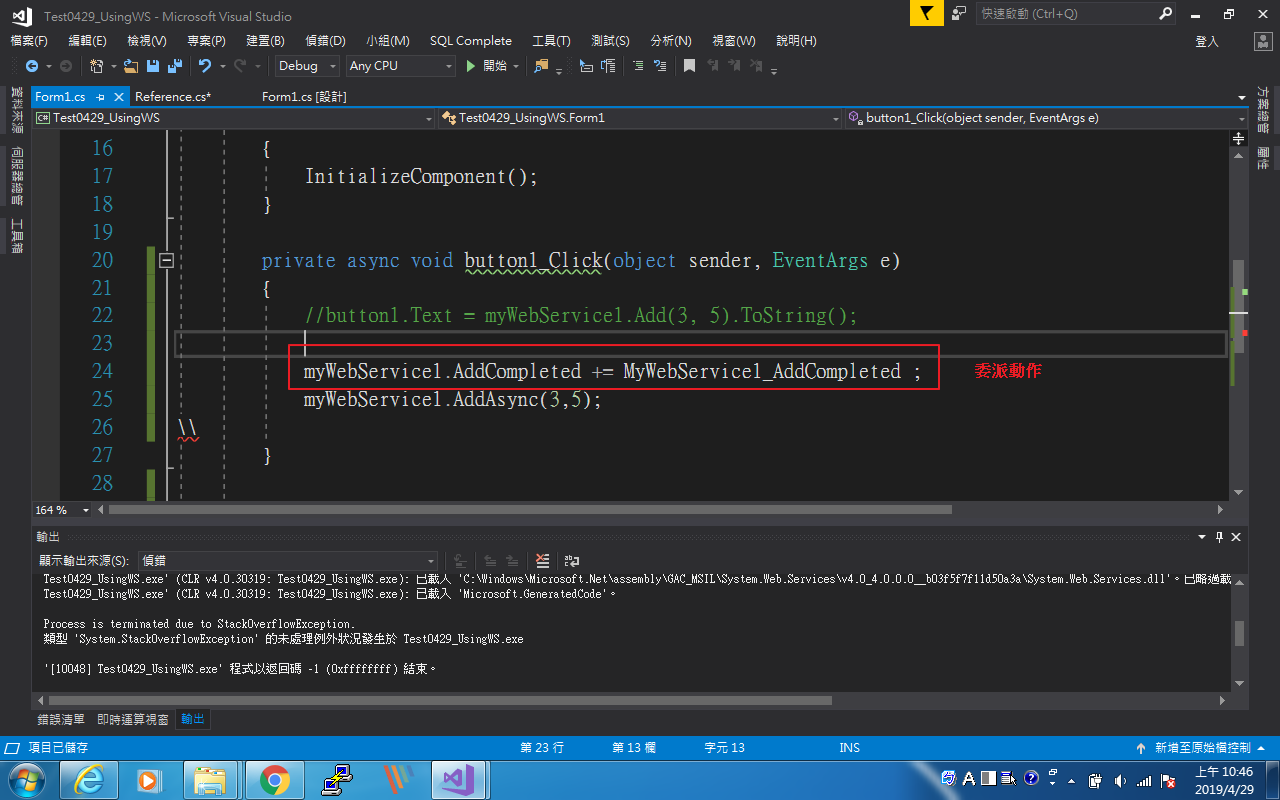 Test0429_UsingWS - Microsoft Visual Studio
快速啟動 (Ctrl+Q)
檔案(F) 編輯(E) 檢視(V) 專案(P) 建置(B) 偵錯(D) 小組(M) SQL Complete 工具(T) 測試(S) 分析(N) 視窗(W) 說明(H) 登入
Debug Any CPU 開始
資料來源
伺服器總管
工具箱
Form1.cs Reference.cs* Form1.cs [設計]
方案總管
屬性
C# Test0429_UsingWS Test0429_UsingWS.Form1 button1_Click(object sender, EventArgs e)
16 {
17 InitializeComponent();
18 }
19
20 private async void button1_Click(object sender, EventArgs e)
21 {
22 //button1.Text = myWebService1.Add(3, 5).ToString();
23
24 myWebService1.AddCompleted += MyWebService1_AddCompleted ; 委派動作
25 myWebService1.AddAsync(3,5);
26 \\
27 }
28
164 %
輸出
顯示輸出來源(S): 偵錯
Test0429_UsingWS.exe' (CLR v4.0.30319: Test0429_UsingWS.exe): 已載入 'C:\Windows\Microsoft.Net\assembly\GAC_MSIL\System.Web.Services\v4.0_4.0.0.0__b03f5f7f11d50a3a\System.Web.Services.dll'。已略過載
Test0429_UsingWS.exe' (CLR v4.0.30319: Test0429_UsingWS.exe): 已載入 'Microsoft.GeneratedCode'。
Process is terminated due to StackOverflowException.
類型 'System.StackOverflowException' 的未處理例外狀況發生於 Test0429_UsingWS.exe
'[10048] Test0429_UsingWS.exe' 程式以返回碼 -1 (0xffffffff) 結束。
錯誤清單 即時運算視窗 輸出
項目已儲存 第 23 行 第 13 欄 字元 13 INS 新增至原始檔控制
A
上午 10:46
2019/4/29